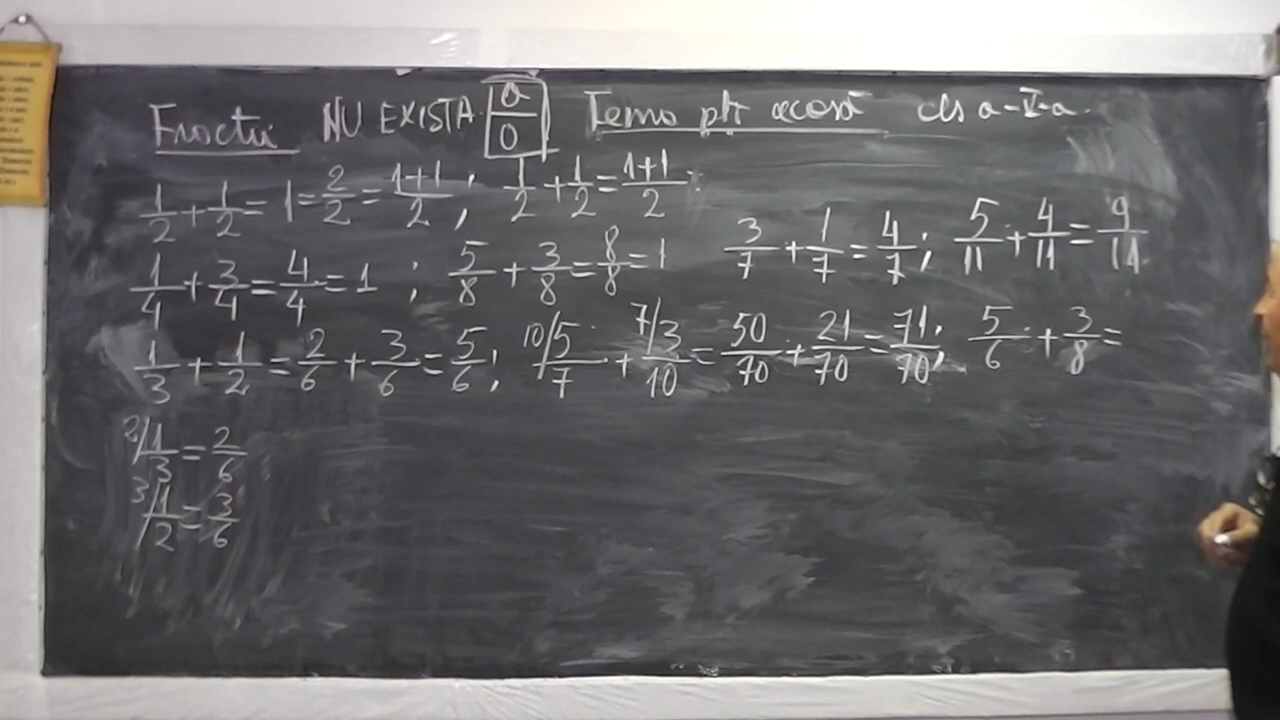 Fracții NU EXISTA a/0 Tema ptr acasă cls a-V-a.
1/2 + 1/2 = 1 = 2/2 = (1+1)/2 ; 1/2 + 1/2 = (1+1)/2 ;
1/4 + 3/4 = 4/4 = 1 ; 5/8 + 3/8 = 8/8 = 1 3/7 + 1/7 = 4/7 ; 5/11 + 4/11 = 9/11
1/3 + 1/2 = 2/6 + 3/6 = 5/6 ; 10/ 5/7 + 7/ 3/10 = 50/70 + 21/70 = 71/70 ; 5/6 + 3/8 =
2/ 1/3 = 2/6
3/ 1/2 = 3/6